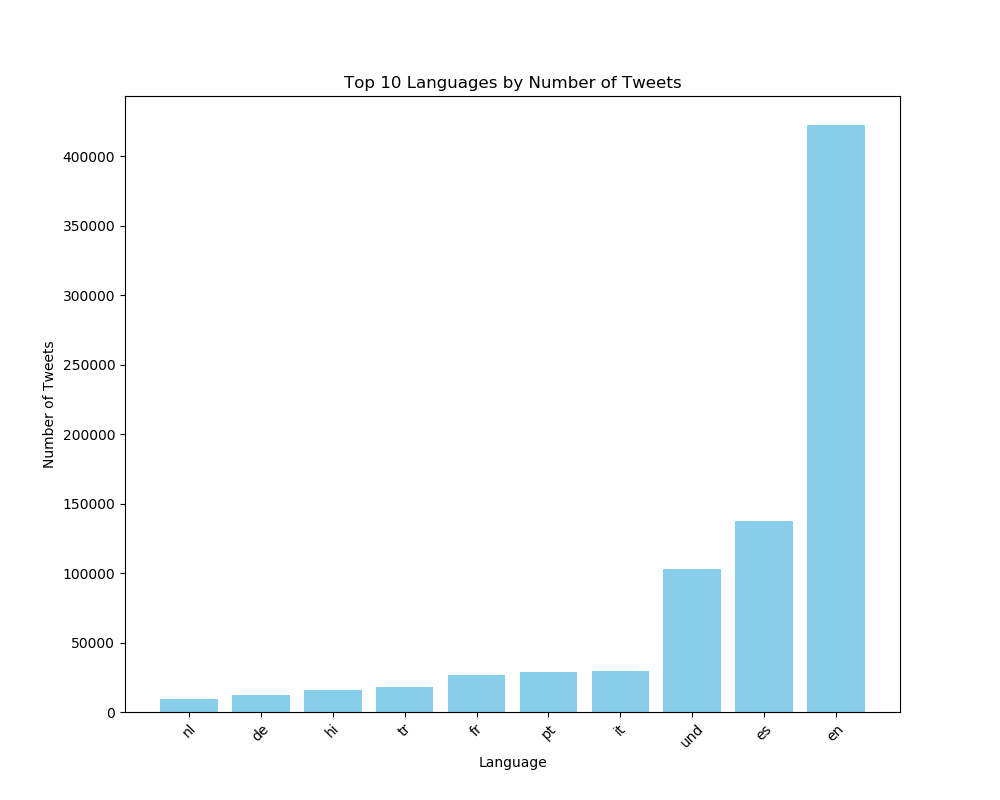 Top 10 Languages by Number of Tweets
Number of Tweets
400000
350000
300000
250000
200000
150000
100000
50000
0
nl de hi tr fr pt it und es en
Language